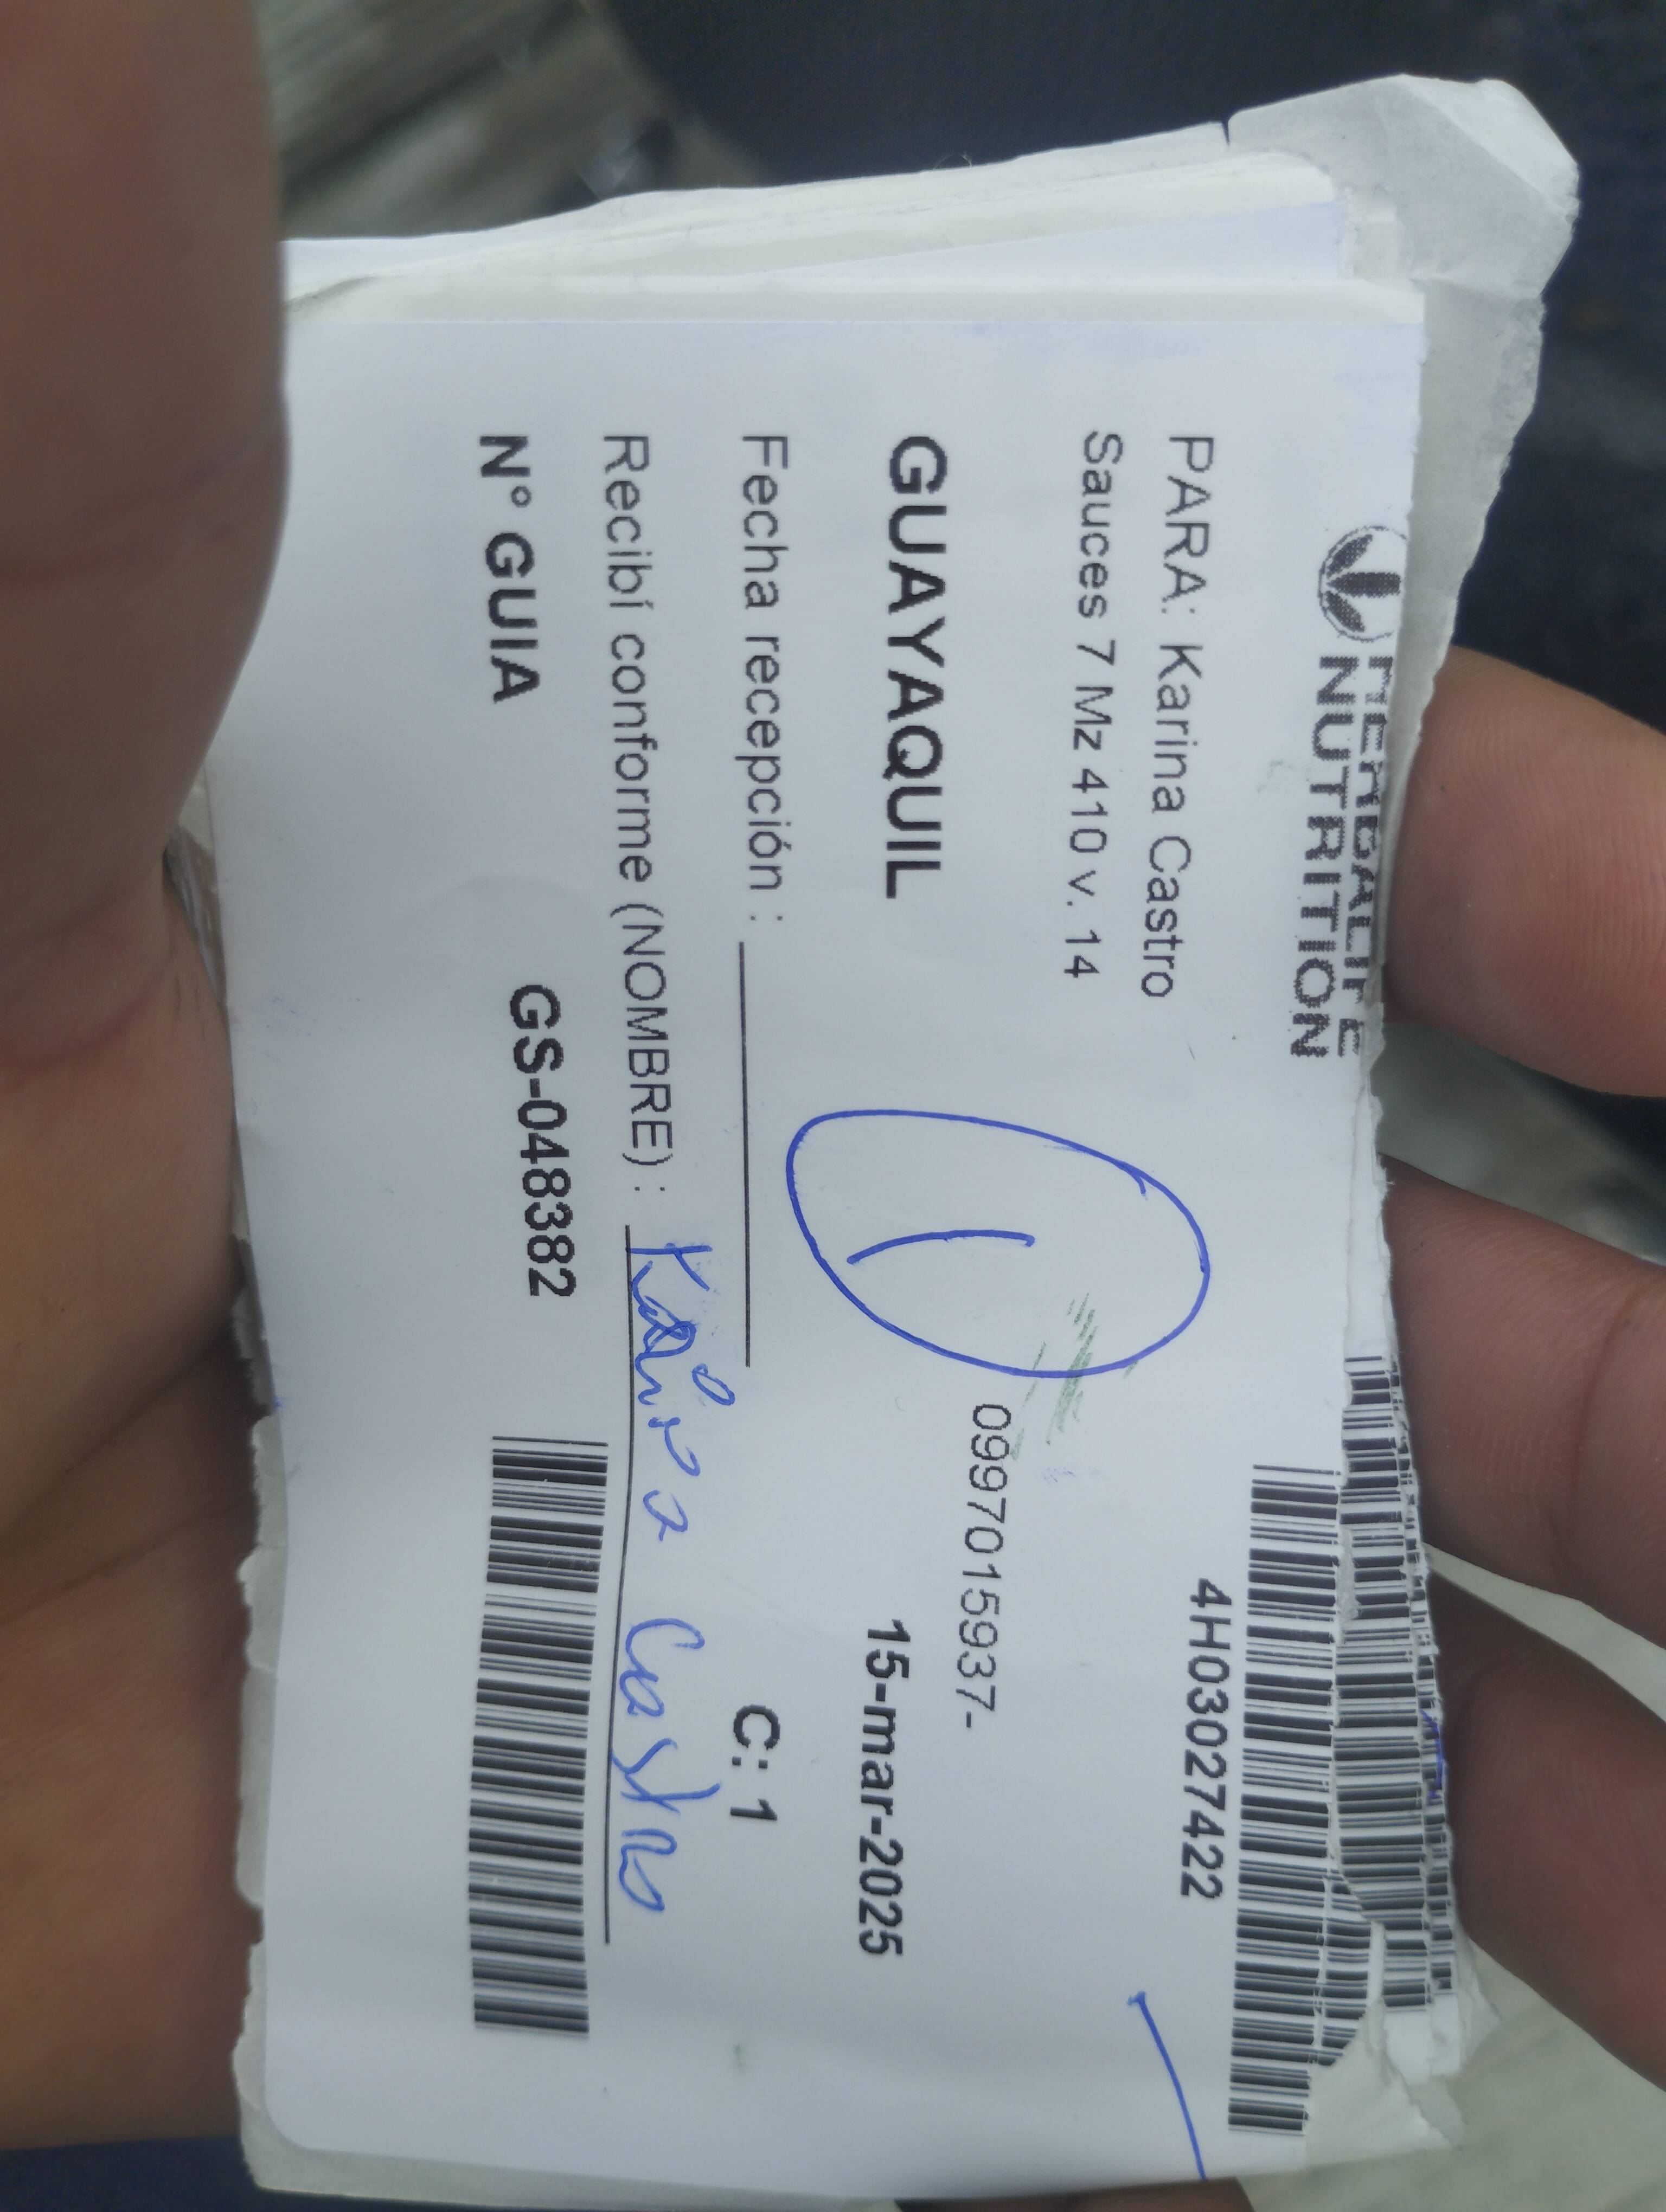 HERBALIFE
NUTRITION
4H03027422
PARA: Karina Castro
Sauces 7 Mz 410 v. 14
0997015937-
GUAYAQUIL
15-mar-2025
Fecha recepción :
C: 1
Recibí conforme (NOMBRE) : Karina Castro
N° GUIA GS-048382